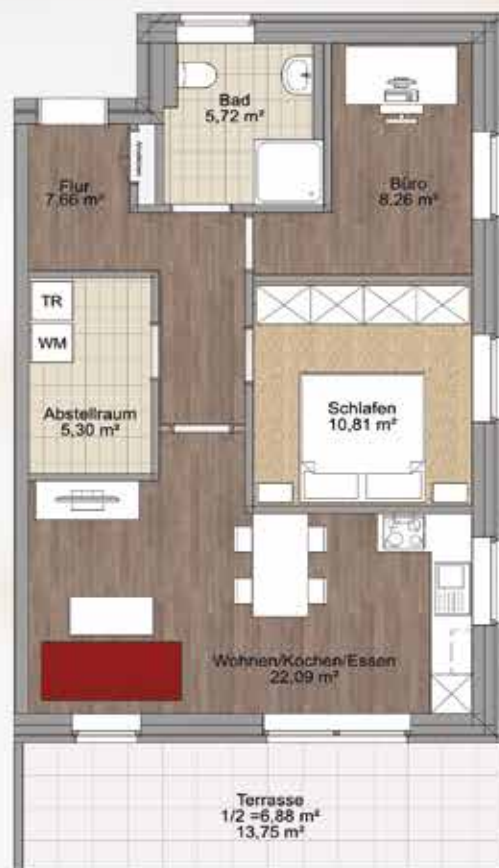 Bad
5,72 m²
Flur
7,66 m²
Büro
8,26 m²
TR
WM
Abstellraum
5,30 m²
Schlafen
10,81 m²
Wohnen/Kochen/Essen
22,09 m²
Terrasse
1/2 =6,88 m²
13,75 m²